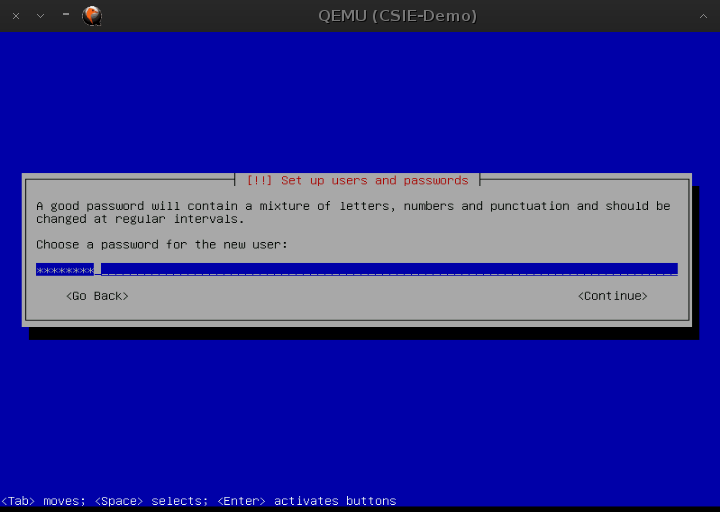 QEMU (CSIE-Demo)
[!!] Set up users and passwords
A good password will contain a mixture of letters, numbers and punctuation and should be
changed at regular intervals.
Choose a password for the new user:
********
<Go Back> <Continue>
<Tab> moves; <Space> selects; <Enter> activates buttons